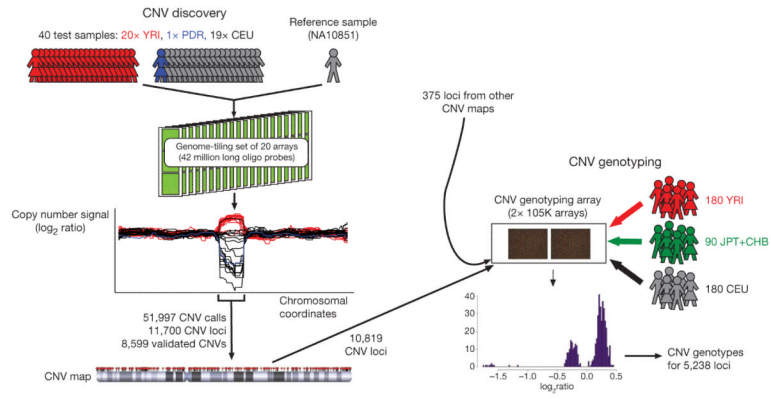 CNV discovery
40 test samples: 20× YRI, 1× PDR, 19× CEU
Reference sample
(NA10851)
Genome-tiling set of 20 arrays
(42 million long oligo probes)
Copy number signal
(log2 ratio)
Chromosomal
coordinates
51,997 CNV calls
11,700 CNV loci
8,599 validated CNVs
CNV map
10,819
CNV loci
375 loci from other
CNV maps
CNV genotyping
CNV genotyping array
(2× 105K arrays)
180 YRI
90 JPT+CHB
180 CEU
40
30
20
10
0
−1.5 −1.0 −0.5 0.0 0.5
log2ratio
CNV genotypes
for 5,238 loci